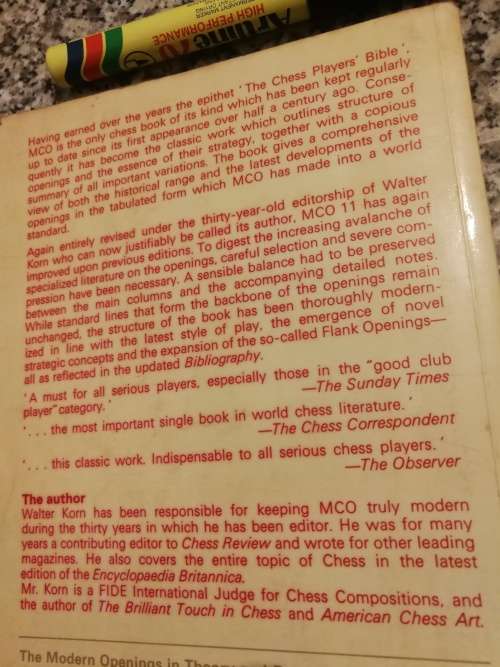 PERMANENT MARKER
Artline
HIGH PERFORMANCE
Having earned over the years the epithet 'The Chess Players' Bible',
MCO is the only chess book of its kind which has been kept regularly
up to date since its first appearance over half a century ago. Conse-
quently it has become the classic work which outlines structure of
openings and the essence of their strategy, together with a copious
summary of all important variations. The book gives a comprehensive
view of both the historical range and the latest developments of the
openings in the tabulated form which MCO has made into a world
standard.
Again entirely revised under the thirty-year-old editorship of Walter
Korn who can now justifiably be called its author, MCO 11 has again
improved upon previous editions. To digest the increasing avalanche of
specialized literature on the openings, careful selection and severe com-
pression have been necessary. A sensible balance had to be preserved
between the main columns and the accompanying detailed notes.
While standard lines that form the backbone of the openings remain
unchanged, the structure of the book has been thoroughly modern-
ized in line with the latest style of play, the emergence of novel
strategic concepts and the expansion of the so-called Flank Openings—
all as reflected in the updated Bibliography.
'A must for all serious players, especially those in the "good club
player" category.'
—The Sunday Times
'. . . the most important single book in world chess literature.'
—The Chess Correspondent
'. . . this classic work. Indispensable to all serious chess players.'
—The Observer
The author
Walter Korn has been responsible for keeping MCO truly modern
during the thirty years in which he has been editor. He was for many
years a contributing editor to Chess Review and wrote for other leading
magazines. He also covers the entire topic of Chess in the latest
edition of the Encyclopaedia Britannica.
Mr. Korn is a FIDE International Judge for Chess Compositions, and
the author of The Brilliant Touch in Chess and American Chess Art.
The Modern Openings in Theory and